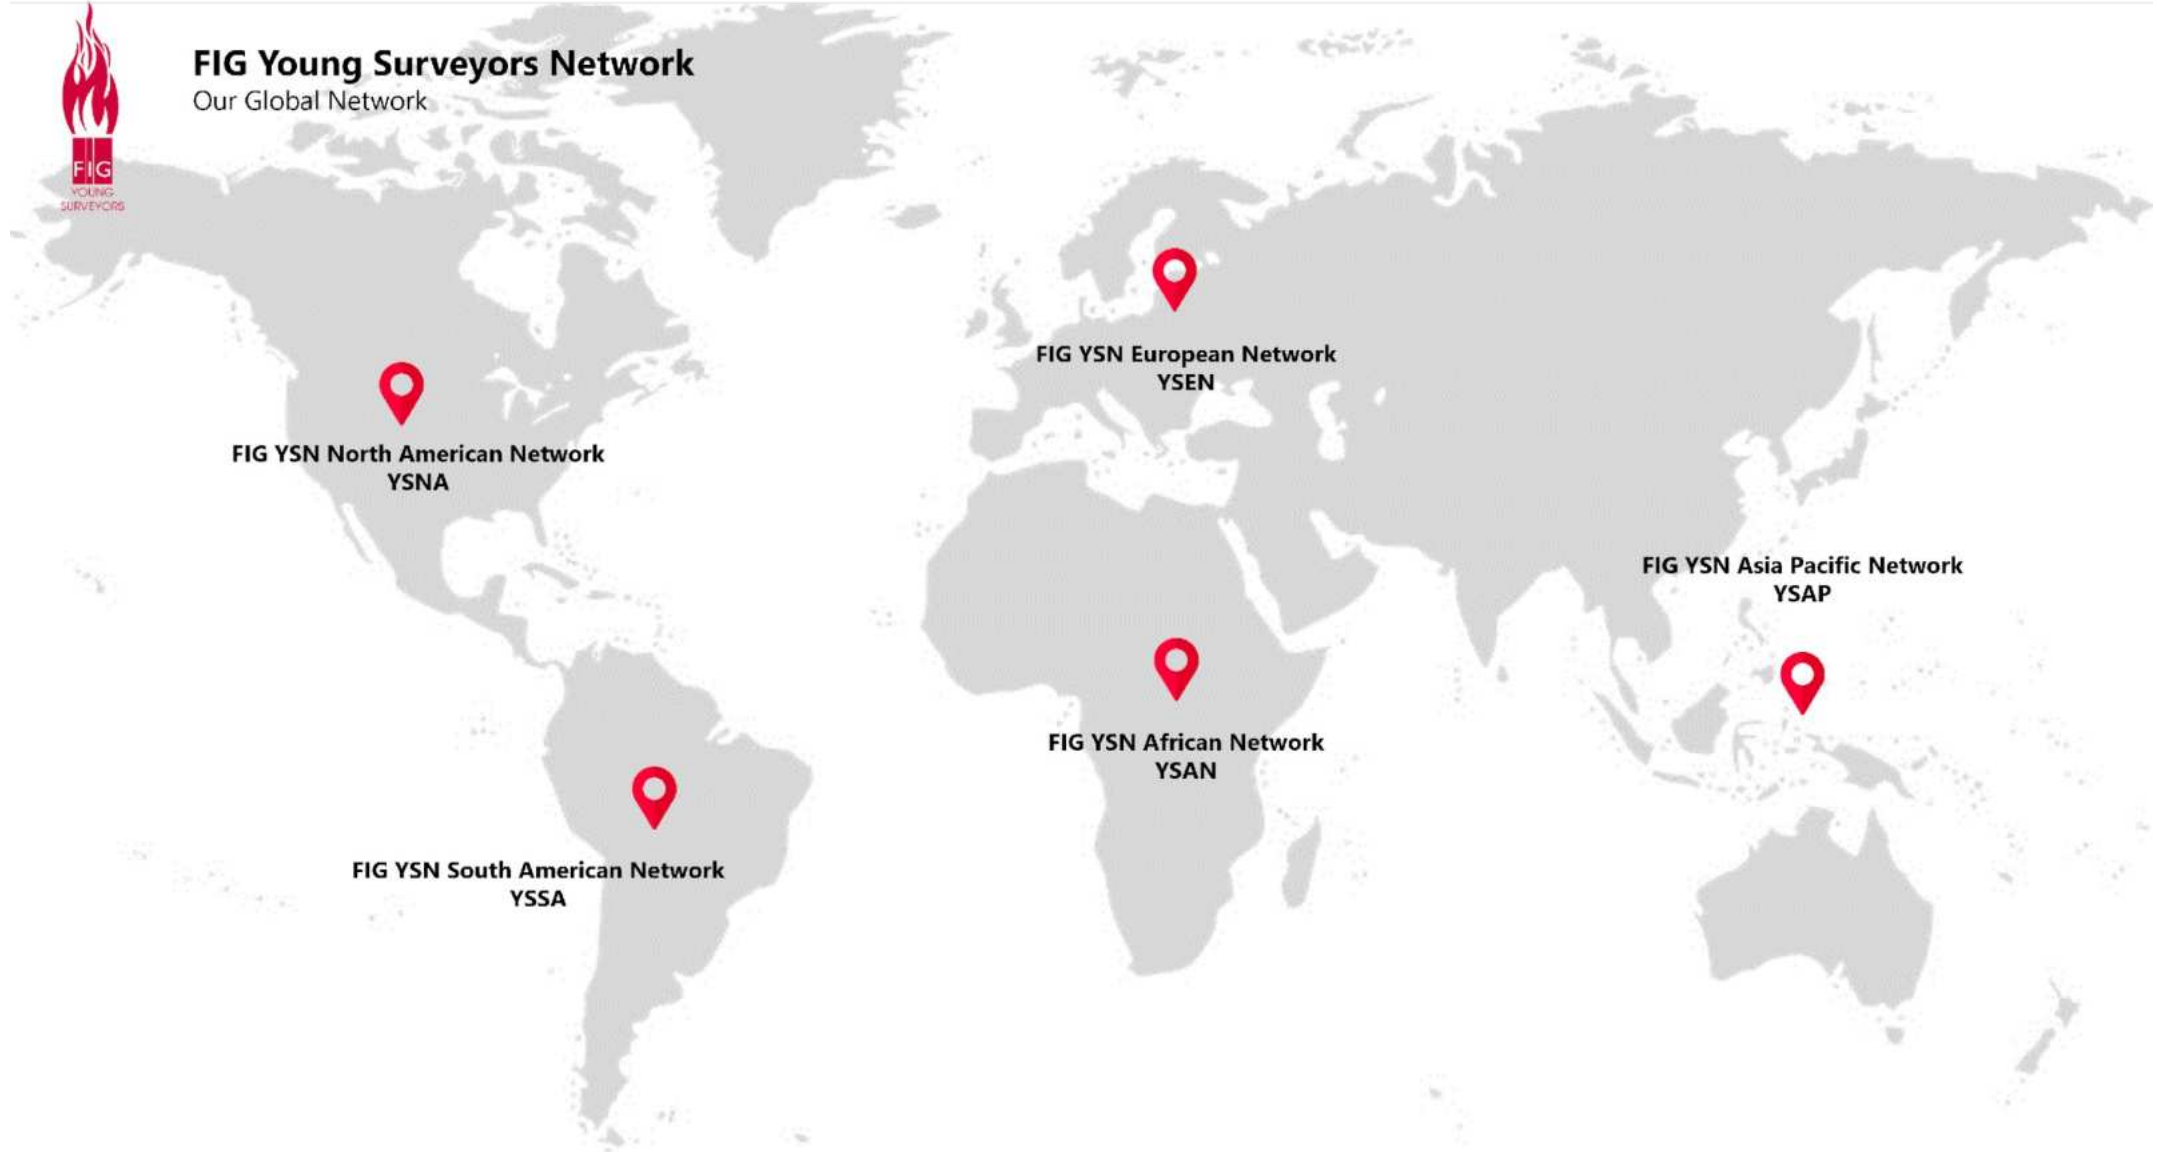 FIG Young Surveyors Network
Our Global Network
FIG
YOUNG
SURVEYORS
FIG YSN European Network
YSEN
FIG YSN North American Network
YSNA
FIG YSN Asia Pacific Network
YSAP
FIG YSN African Network
YSAN
FIG YSN South American Network
YSSA